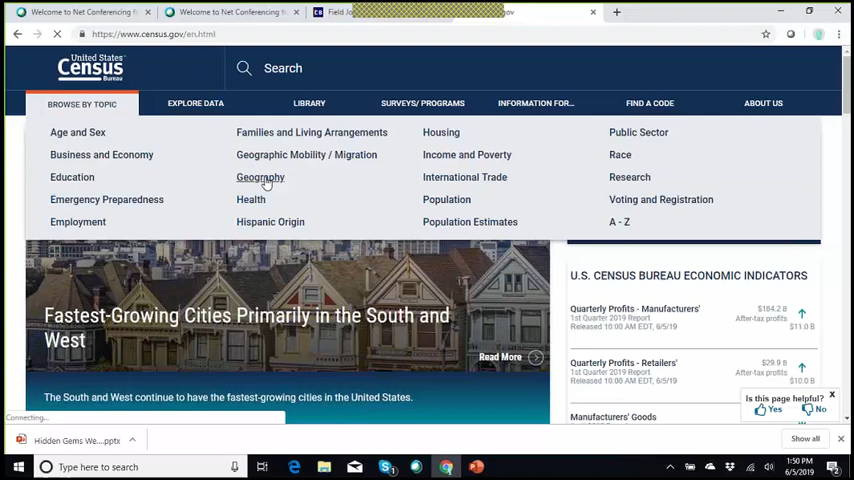 Welcome to Net Conferencing fr
Welcome to Net Conferencing fr
Field Jo
gov
https://www.census.gov/en.html
United States
Census
Bureau
Search
BROWSE BY TOPIC EXPLORE DATA LIBRARY SURVEYS/ PROGRAMS INFORMATION FOR... FIND A CODE ABOUT US
Age and Sex Families and Living Arrangements Housing Public Sector
Business and Economy Geographic Mobility / Migration Income and Poverty Race
Education Geography International Trade Research
Emergency Preparedness Health Population Voting and Registration
Employment Hispanic Origin Population Estimates A - Z
Fastest-Growing Cities Primarily in the South and
West
Read More
The South and West continue to have the fastest-growing cities in the United States.
U.S. CENSUS BUREAU ECONOMIC INDICATORS
Quarterly Profits - Manufacturers' $184.2 B
1st Quarter 2019 Report After-tax profits
Released 10:00 AM EDT, 6/5/19 $11.0 B
Quarterly Profits - Retailers' $29.9 B
1st Quarter 2019 Report After-tax profits
Released 10:00 AM EDT, 6/5/19 $10.0 B
Manufacturers' Goods
Is this page helpful? X
Yes No
Connecting...
Hidden Gems We....pptx
Show all
Type here to search
1:50 PM
6/5/2019